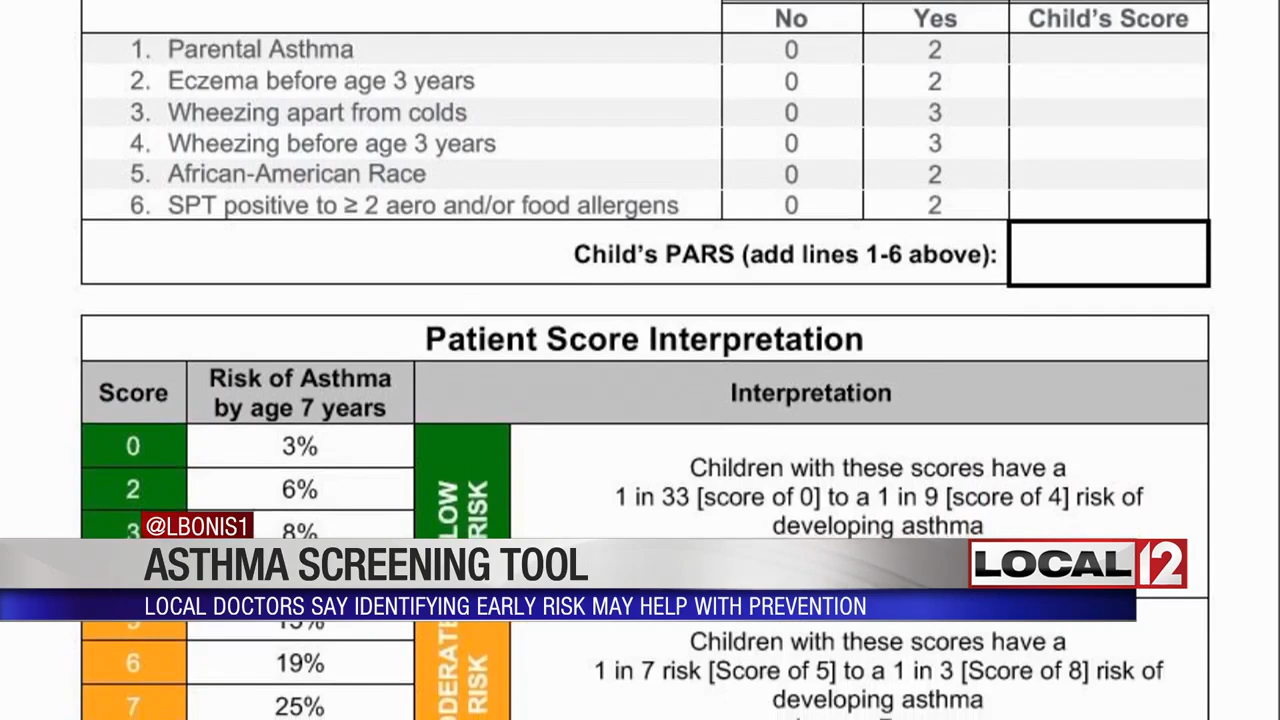 No Yes Child's Score
1. Parental Asthma 0 2
2. Eczema before age 3 years 0 2
3. Wheezing apart from colds 0 3
4. Wheezing before age 3 years 0 3
5. African-American Race 0 2
6. SPT positive to ≥ 2 aero and/or food allergens 0 2
Child's PARS (add lines 1-6 above):
Patient Score Interpretation
Score
Risk of Asthma
by age 7 years
Interpretation
0 3%
2 6%
3 8%
LOW
RISK
Children with these scores have a
1 in 33 [score of 0] to a 1 in 9 [score of 4] risk of
developing asthma
@LBONIS1
ASTHMA SCREENING TOOL
LOCAL 12
LOCAL DOCTORS SAY IDENTIFYING EARLY RISK MAY HELP WITH PREVENTION
6 19%
7 25%
RISK
Children with these scores have a
1 in 7 risk [Score of 5] to a 1 in 3 [Score of 8] risk of
developing asthma